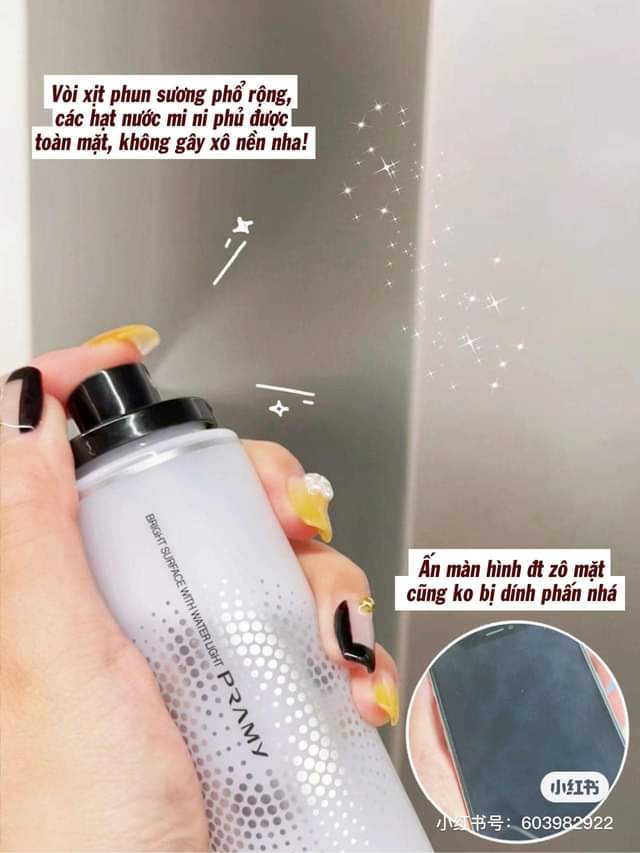 Vòi xịt phun sương phổ rộng,
các hạt nước mi ni phủ được
toàn mặt, không gây xô nền nha!
BRIGHT SURFACE WITH WATER LIGHT
PRAMY
Ấn màn hình đt zô mặt
cũng ko bị dính phấn nhá
小红书
小红书号：603982922